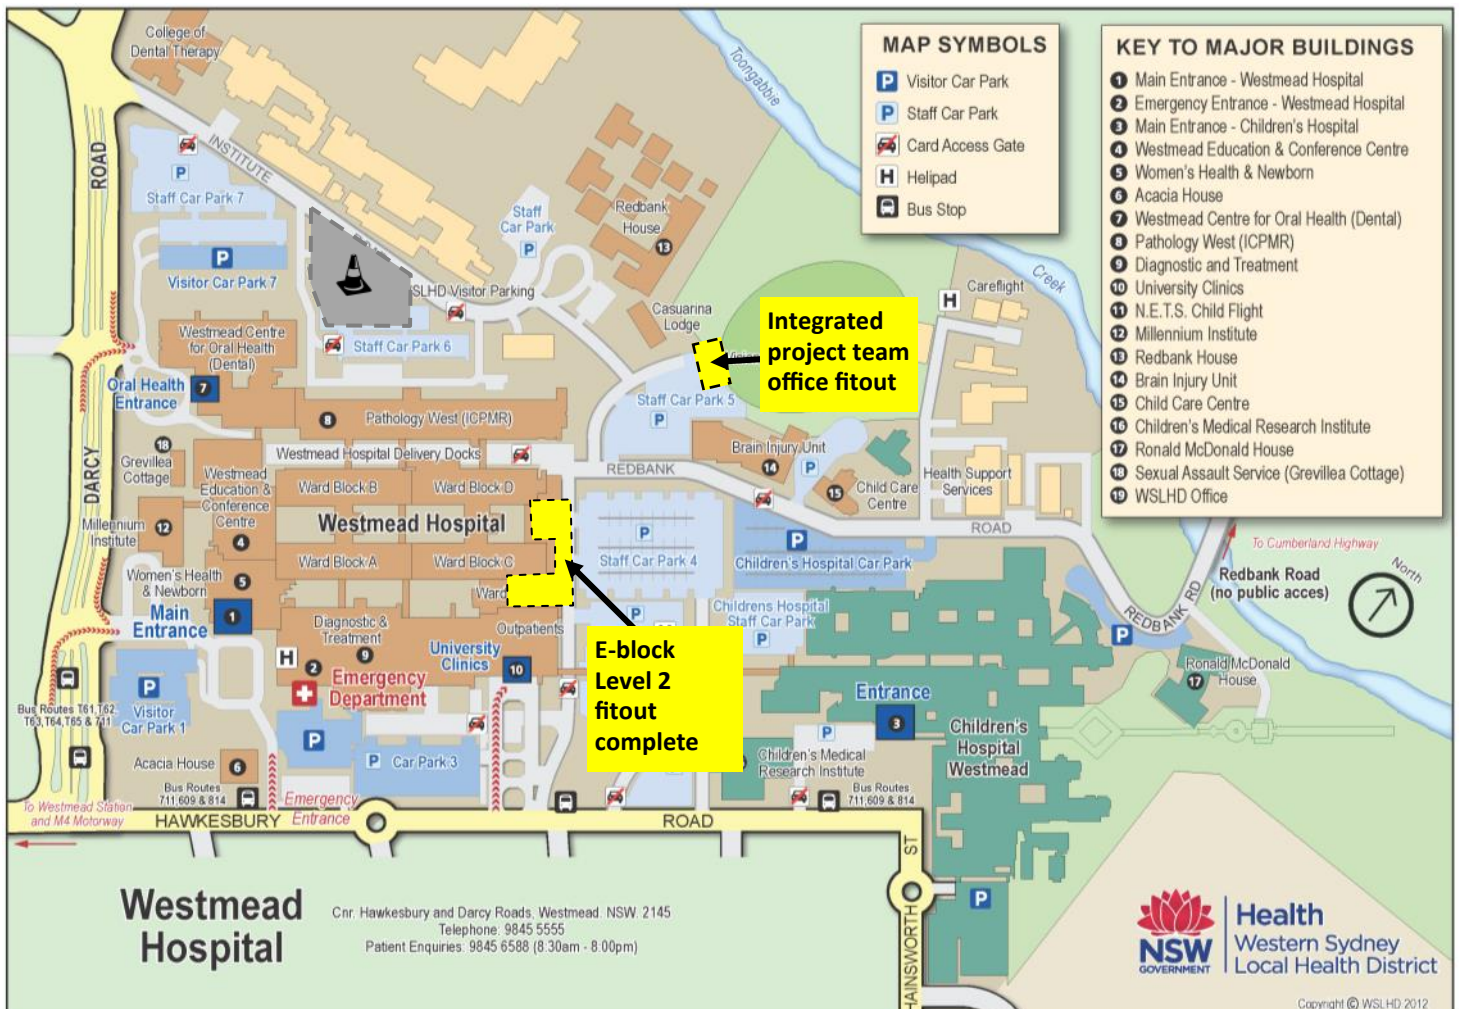 College of
Dental Therapy
Toongabbie
Creek
MAP SYMBOLS
P Visitor Car Park
P Staff Car Park
Card Access Gate
H Helipad
Bus Stop
KEY TO MAJOR BUILDINGS
1 Main Entrance - Westmead Hospital
2 Emergency Entrance - Westmead Hospital
3 Main Entrance - Children's Hospital
4 Westmead Education & Conference Centre
5 Women's Health & Newborn
6 Acacia House
7 Westmead Centre for Oral Health (Dental)
8 Pathology West (ICPMR)
9 Diagnostic and Treatment
10 University Clinics
11 N.E.T.S. Child Flight
12 Millennium Institute
13 Redbank House
14 Brain Injury Unit
15 Child Care Centre
16 Children's Medical Research Institute
17 Ronald McDonald House
18 Sexual Assault Service (Grevillea Cottage)
19 WSLHD Office
ROAD
DARCY
INSTITUTE
P
Staff Car Park 7
P
Visitor Car Park 7
Staff
Car Park
P
Redbank
House
13
SLHD Visitor Parking
Staff Car Park 6
Casuarina
Lodge
H
Careflight
Integrated
project team
office fitout
Westmead Centre
for Oral Health
(Dental)
Oral Health
Entrance
7
8 Pathology West (ICPMR)
Staff Car Park 5
P
18
Grevillea
Cottage
Westmead Hospital Delivery Docks
REDBANK
ROAD
Brain Injury Unit
14
P
15
Child Care
Centre
Health Support
Services
Westmead
Education &
Conference
Centre
4
Ward Block B
Ward Block D
Westmead Hospital
Ward Block A
Ward Block C
Ward
Millennium
Institute
12
P
Staff Car Park 4
P
Children's Hospital Car Park
To Cumberland Highway
Redbank Road
(no public acces)
North
REDBANK RD
Women's Health
& Newborn
5
Main
Entrance
1
Diagnostic &
Treatment
9
Outpatients
University
Clinics
10
P
Childrens Hospital
Staff Car Park
P
P
E-block
Level 2
fitout
complete
H
2
Emergency
Department
Ronald McDonald
House
17
Entrance
3
Children's
Hospital
Westmead
Bus Routes T61,T62,
T63,T64,T65 & 711
P
Visitor
Car Park 1
P
P Car Park 3
P
Children's Medical
Research Institute
Acacia House
6
Bus Routes
711,609 & 814
Bus Routes
711,609 & 814
To Westmead Station
and M4 Motorway
Emergency
Entrance
HAWKESBURY
ROAD
HAINSWORTH
ST
P
Westmead
Hospital
Cnr. Hawkesbury and Darcy Roads, Westmead. NSW. 2145
Telephone: 9845 5555
Patient Enquiries: 9845 6588 (8.30am - 8.00pm)
NSW
GOVERNMENT
Health
Western Sydney
Local Health District
Copyright © WSLHD 2012